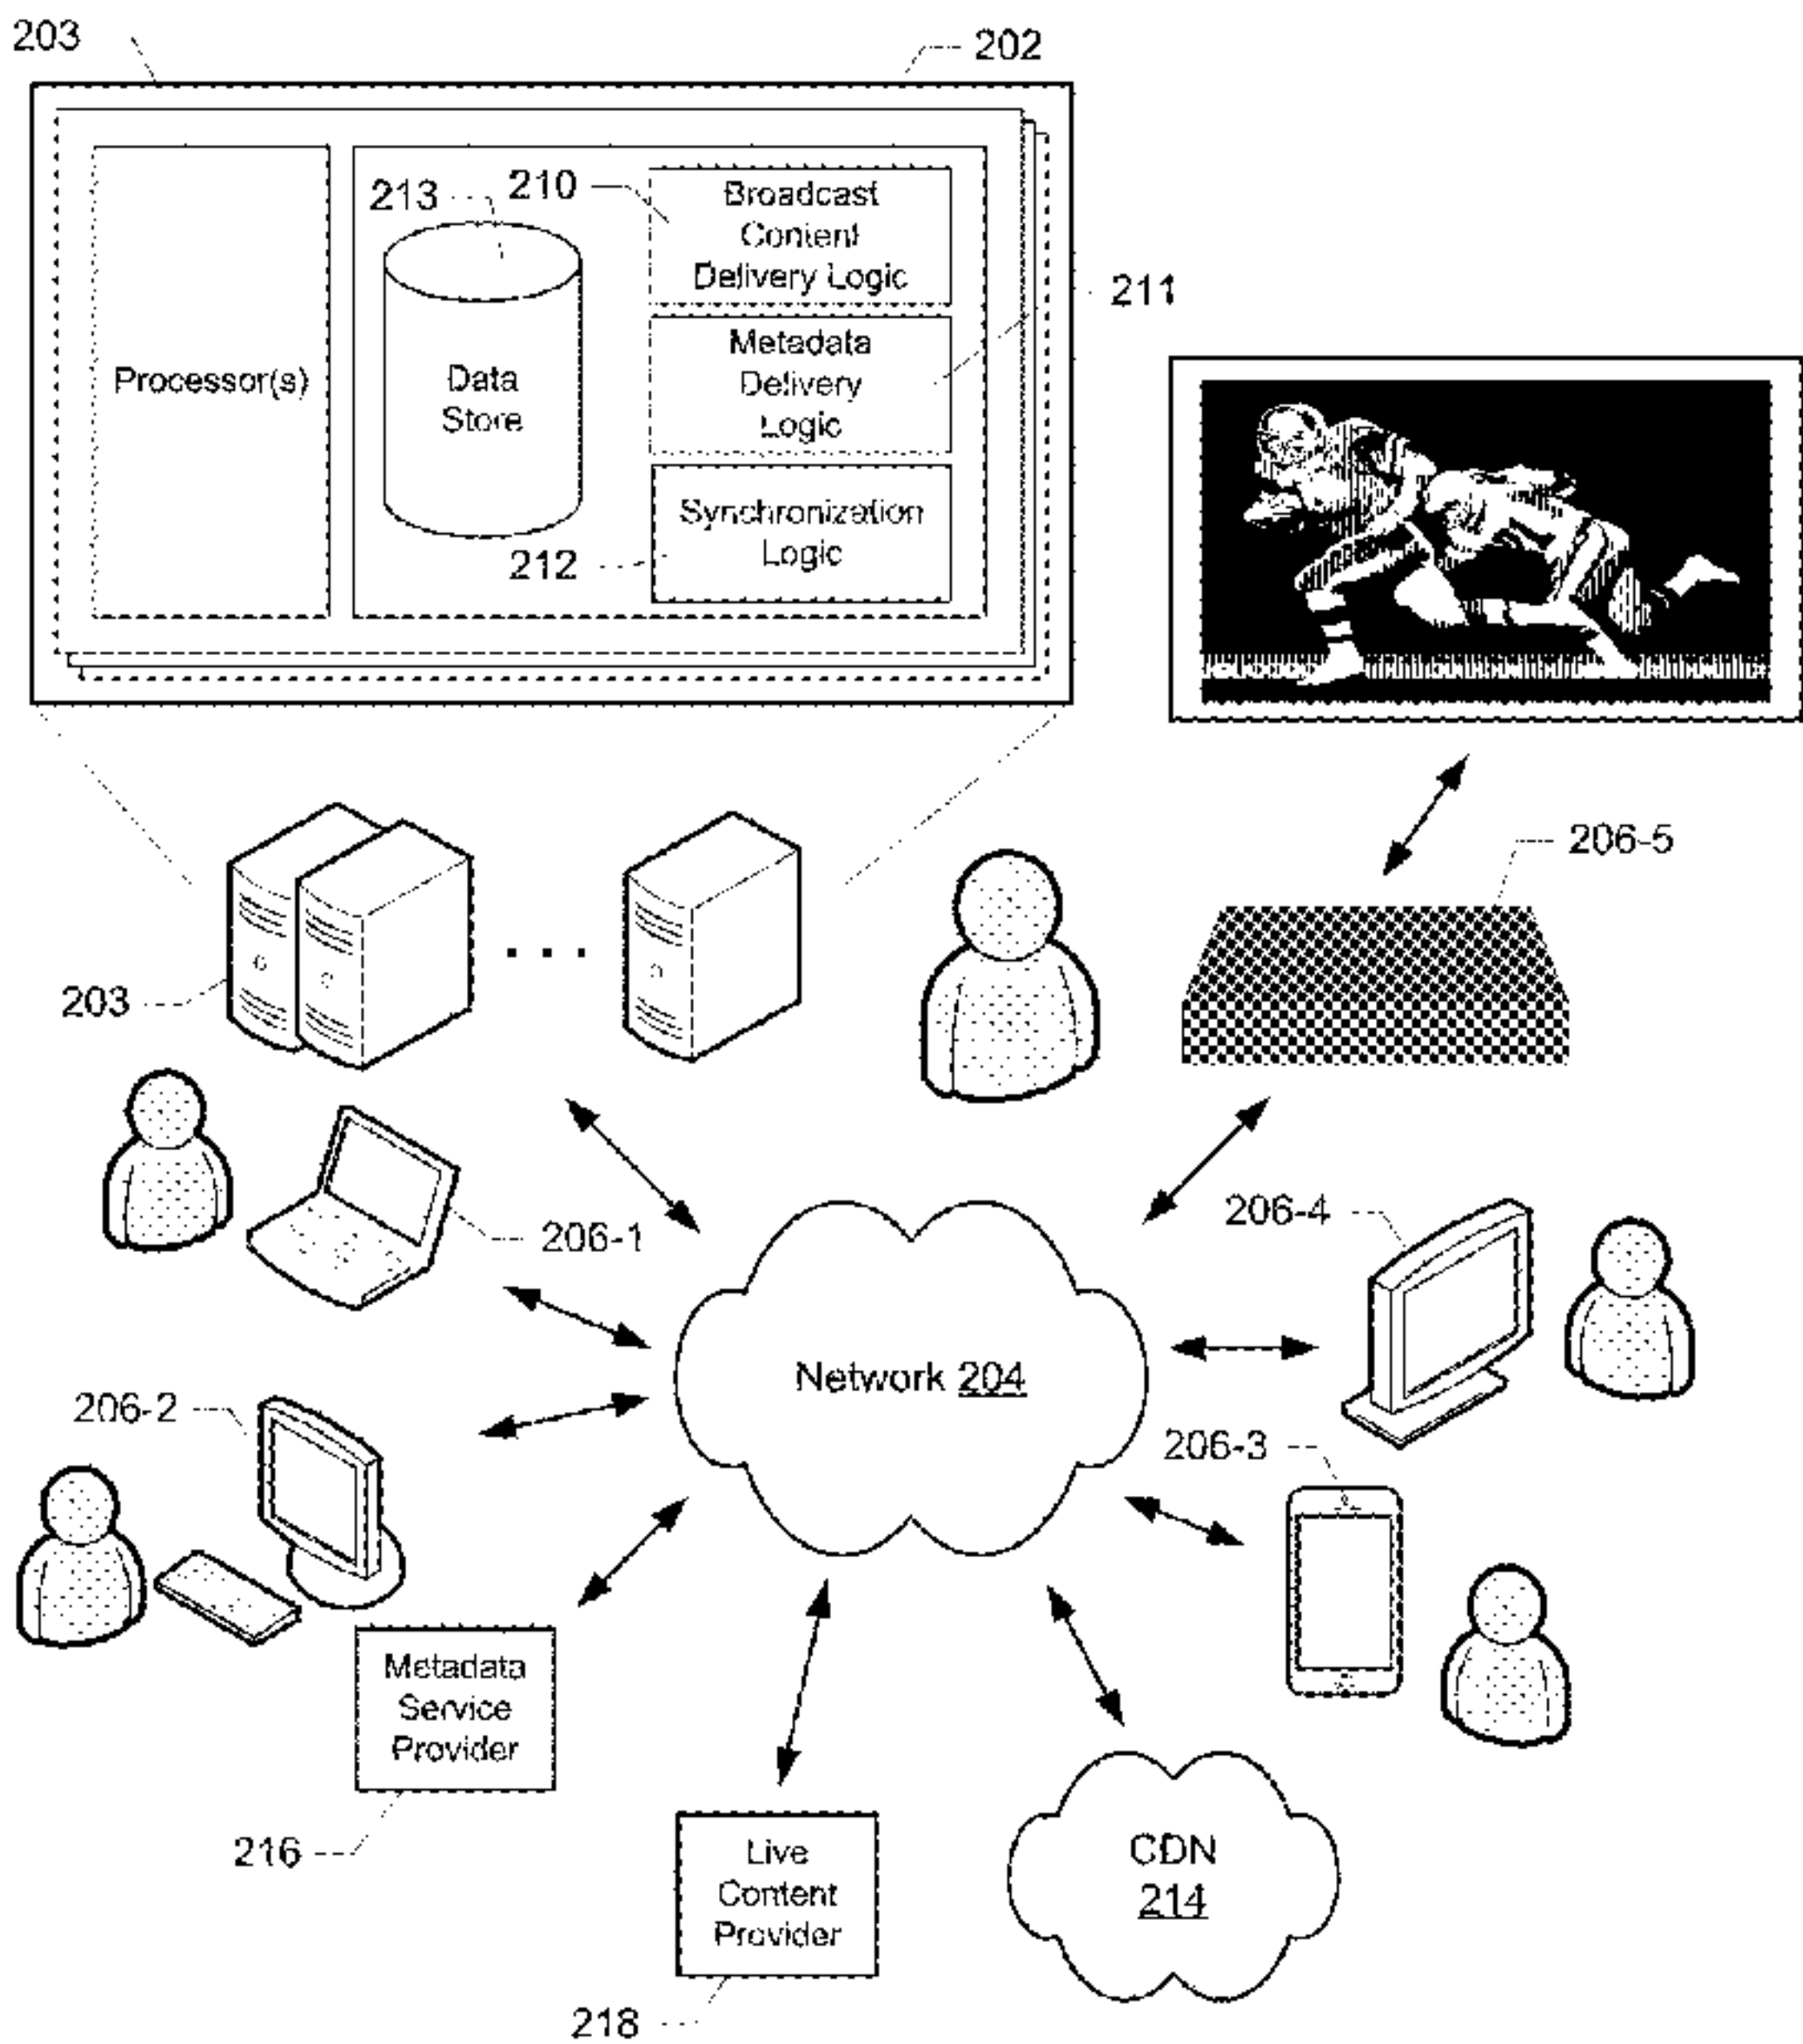 203
202
213
210
Broadcast
Content
Delivery Logic
211
Processor(s)
Data
Store
Metadata
Delivery
Logic
212
Synchronization
Logic
206-5
203
206-1
206-4
Network 204
206-2
206-3
Metadata
Service
Provider
216
Live
Content
Provider
218
CDN
214